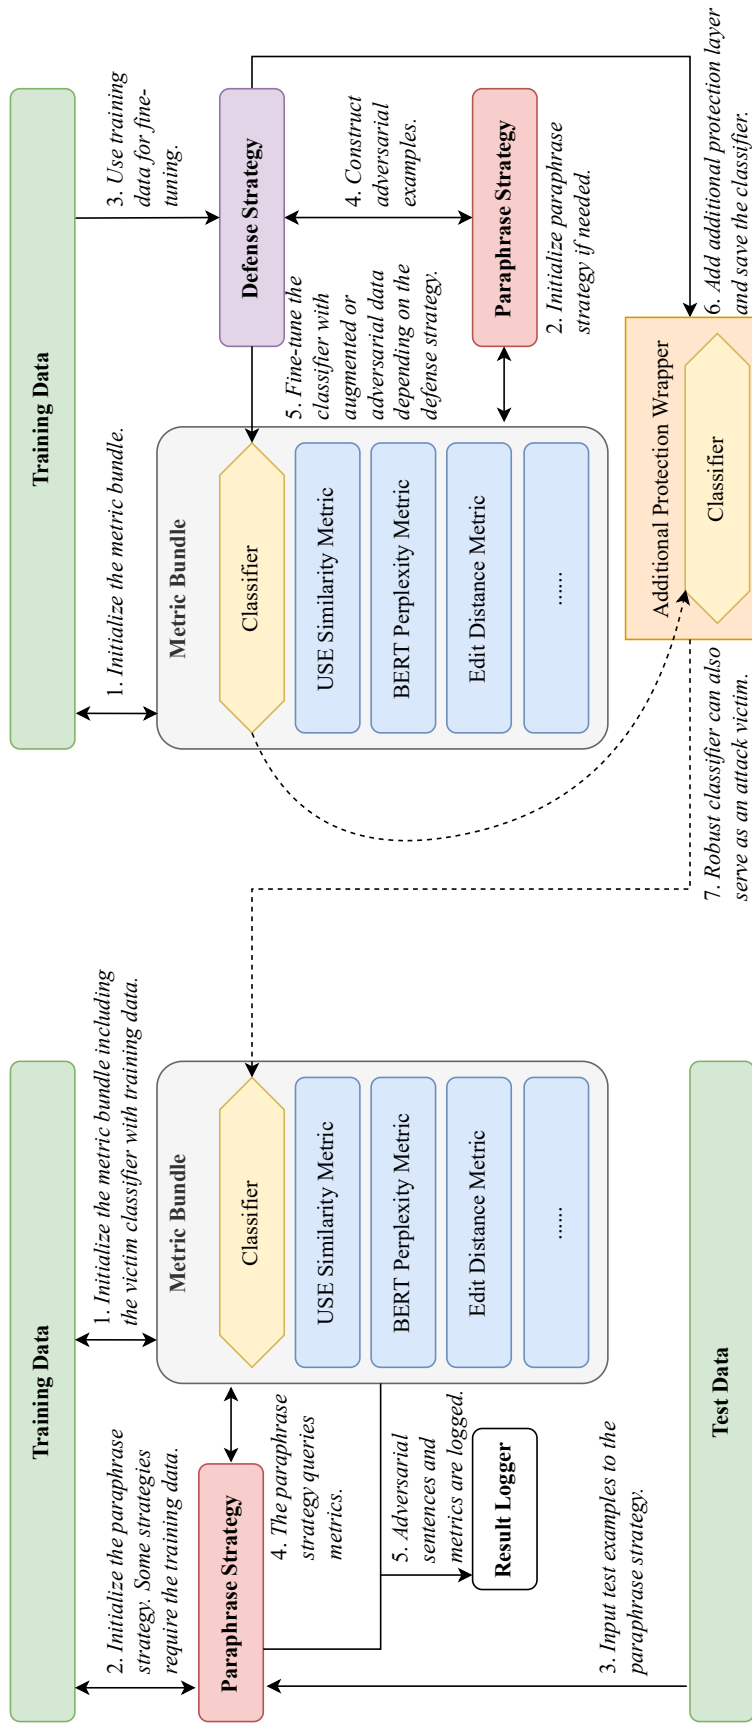 Training Data
2. Initialize the paraphrase
strategy. Some strategies
require the training data.
1. Initialize the metric bundle including
the victim classifier with training data.
Paraphrase Strategy
4. The paraphrase
strategy queries
metrics.
Metric Bundle
Classifier
USE Similarity Metric
BERT Perplexity Metric
Edit Distance Metric
......
5. Adversarial
sentences and
metrics are logged.
Result Logger
3. Input test examples to the
paraphrase strategy.
Test Data
Training Data
1. Initialize the metric bundle.
3. Use training
data for fine-
tuning.
Metric Bundle
Classifier
USE Similarity Metric
BERT Perplexity Metric
Edit Distance Metric
......
Defense Strategy
5. Fine-tune the
classifier with
augmented or
adversarial data
depending on the
defense strategy.
4. Construct
adversarial
examples.
Paraphrase Strategy
2. Initialize paraphrase
strategy if needed.
Additional Protection Wrapper
Classifier
7. Robust classifier can also
serve as an attack victim.
6. Add additional protection layer
and save the classifier.